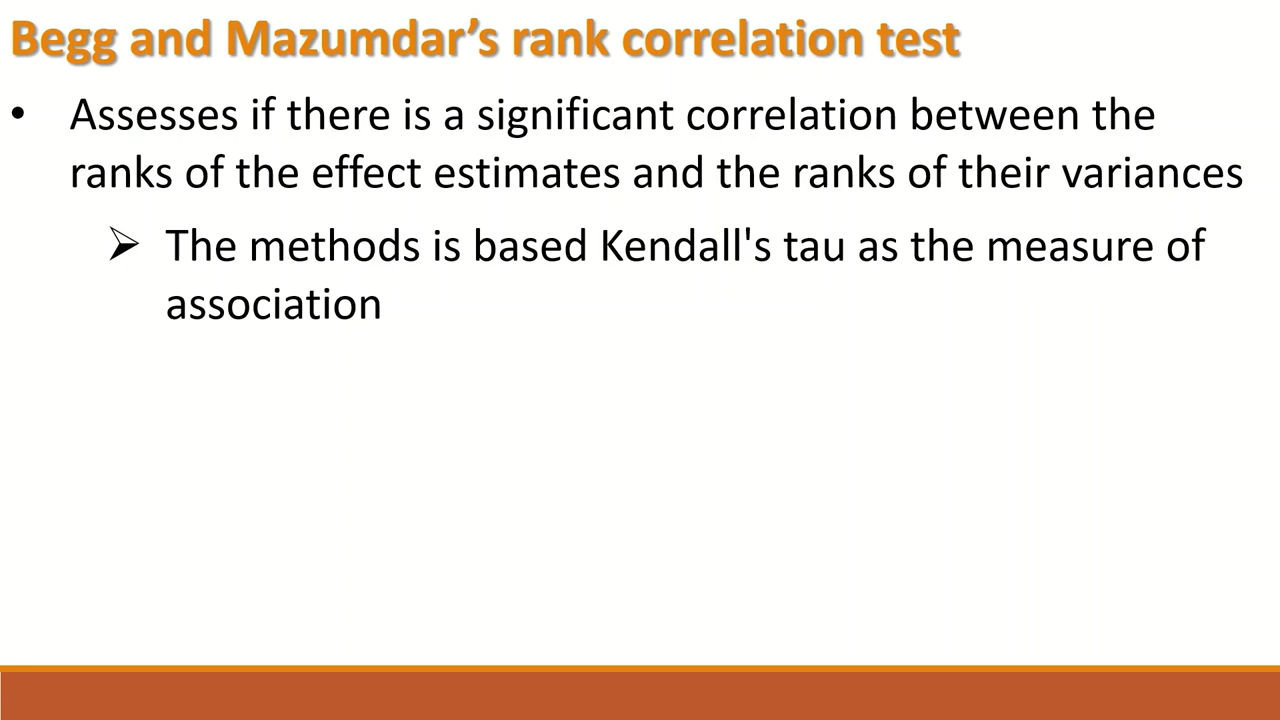 Begg and Mazumdar’s rank correlation test
• Assesses if there is a significant correlation between the
ranks of the effect estimates and the ranks of their variances
➢ The methods is based Kendall's tau as the measure of
association